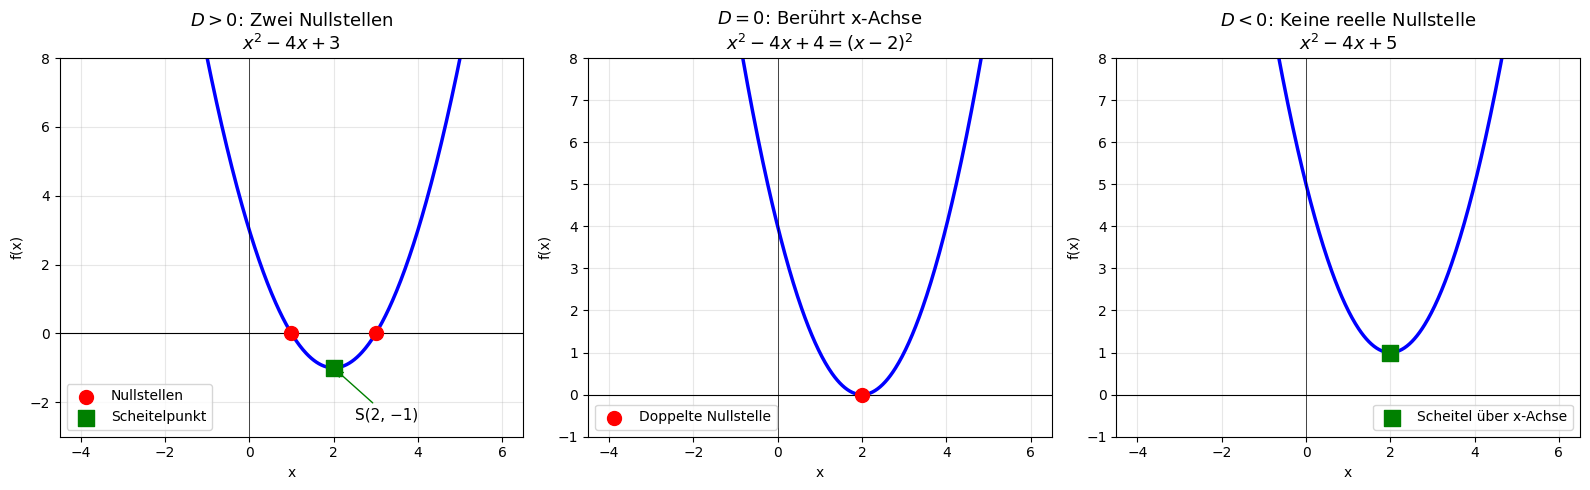 D > 0: Zwei Nullstellen
x² − 4x + 3
8
6
4
2
0
−2
f(x)
Nullstellen
Scheitelpunkt
S(2, −1)
−4 −2 0 2 4 6
x
D = 0: Berührt x-Achse
x² − 4x + 4 = (x − 2)²
8
7
6
5
4
3
2
1
0
−1
f(x)
Doppelte Nullstelle
−4 −2 0 2 4 6
x
D < 0: Keine reelle Nullstelle
x² − 4x + 5
8
7
6
5
4
3
2
1
0
−1
f(x)
Scheitel über x-Achse
−4 −2 0 2 4 6
x